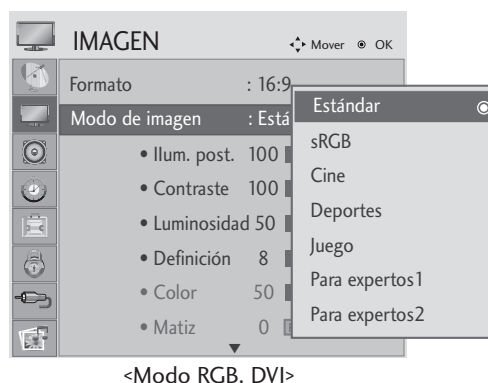 IMAGEN
Mover OK
Formato : 16:9
Modo de imagen : Está
• Ilum. post. 100
• Contraste 100
• Luminosidad 50
• Definición 8
• Color 50
• Matiz 0
Estándar
sRGB
Cine
Deportes
Juego
Para expertos1
Para expertos2
<Modo RGB. DVI>